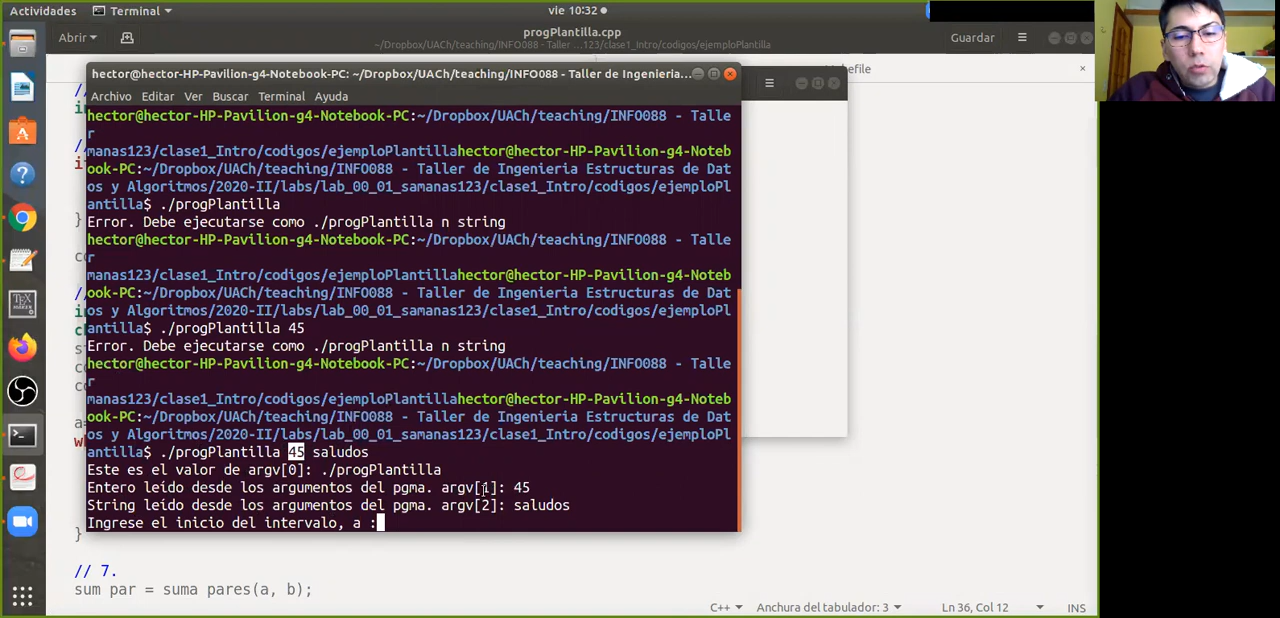 Actividades Terminal vie 10:32
Abrir progPlantilla.cpp Guardar
~/Dropbox/UACh/teaching/INFO088 - Taller ...123/clase1_Intro/codigos/ejemploPlantilla
hector@hector-HP-Pavilion-g4-Notebook-PC: ~/Dropbox/UACh/teaching/INFO088 - Taller de Ingenieria...
Archivo Editar Ver Buscar Terminal Ayuda
hector@hector-HP-Pavilion-g4-Notebook-PC:~/Dropbox/UACh/teaching/INFO088 - Talle
r
manas123/clase1_Intro/codigos/ejemploPlantillahector@hector-HP-Pavilion-g4-Noteb
ook-PC:~/Dropbox/UACh/teaching/INFO088 - Taller de Ingenieria Estructuras de Dat
os y Algoritmos/2020-II/labs/lab_00_01_samanas123/clase1_Intro/codigos/ejemploPl
antilla$ ./progPlantilla
Error. Debe ejecutarse como ./progPlantilla n string
hector@hector-HP-Pavilion-g4-Notebook-PC:~/Dropbox/UACh/teaching/INFO088 - Talle
r
manas123/clase1_Intro/codigos/ejemploPlantillahector@hector-HP-Pavilion-g4-Noteb
ook-PC:~/Dropbox/UACh/teaching/INFO088 - Taller de Ingenieria Estructuras de Dat
os y Algoritmos/2020-II/labs/lab_00_01_samanas123/clase1_Intro/codigos/ejemploPl
antilla$ ./progPlantilla 45
Error. Debe ejecutarse como ./progPlantilla n string
hector@hector-HP-Pavilion-g4-Notebook-PC:~/Dropbox/UACh/teaching/INFO088 - Talle
r
manas123/clase1_Intro/codigos/ejemploPlantillahector@hector-HP-Pavilion-g4-Noteb
ook-PC:~/Dropbox/UACh/teaching/INFO088 - Taller de Ingenieria Estructuras de Dat
os y Algoritmos/2020-II/labs/lab_00_01_samanas123/clase1_Intro/codigos/ejemploPl
antilla$ ./progPlantilla 45 saludos
Este es el valor de argv[0]: ./progPlantilla
Entero leído desde los argumentos del pgma. argv[1]: 45
String leído desde los argumentos del pgma. argv[2]: saludos
Ingrese el inicio del intervalo, a :
}
// 7.
sum par = suma pares(a, b);
C++ Anchura del tabulador: 3 Ln 36, Col 12 INS